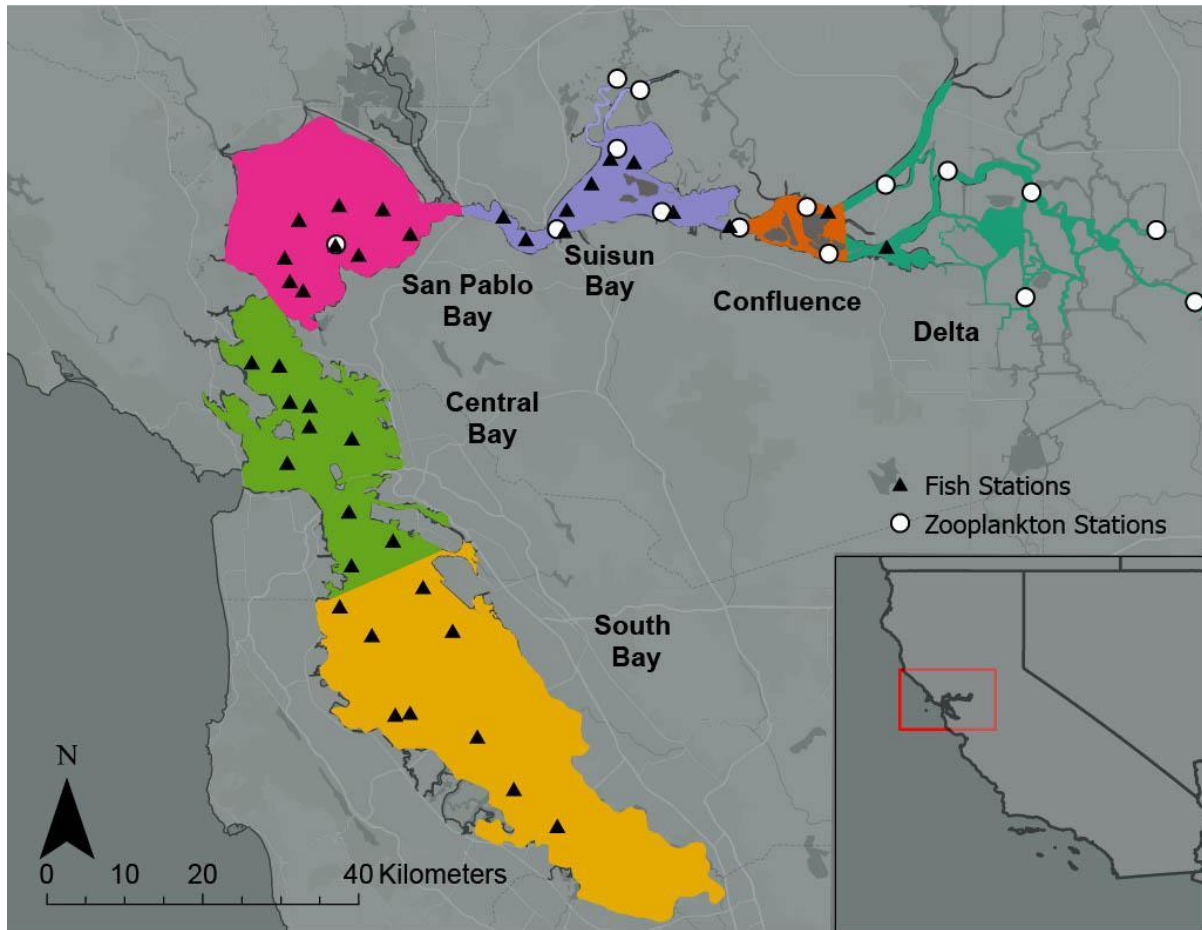 San Pablo
Bay
Suisun
Bay
Confluence
Delta
Central
Bay
Fish Stations
Zooplankton Stations
South
Bay
N
0 10 20 40 Kilometers